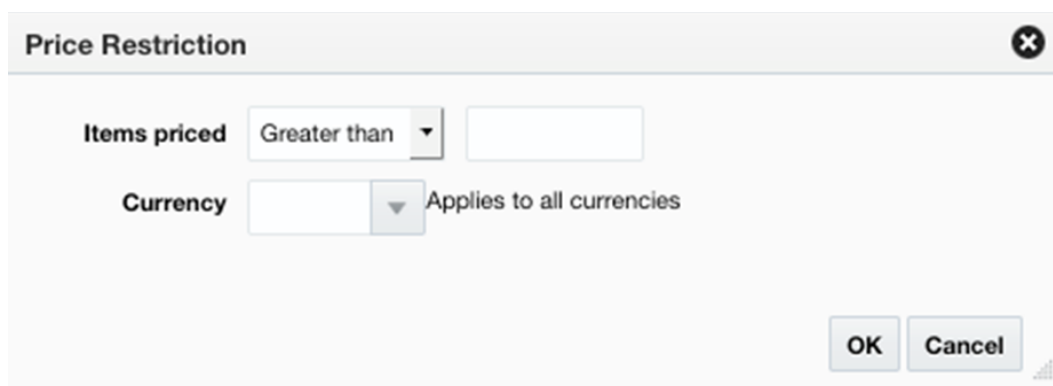 Price Restriction
Items priced Greater than
Currency Applies to all currencies
OK Cancel